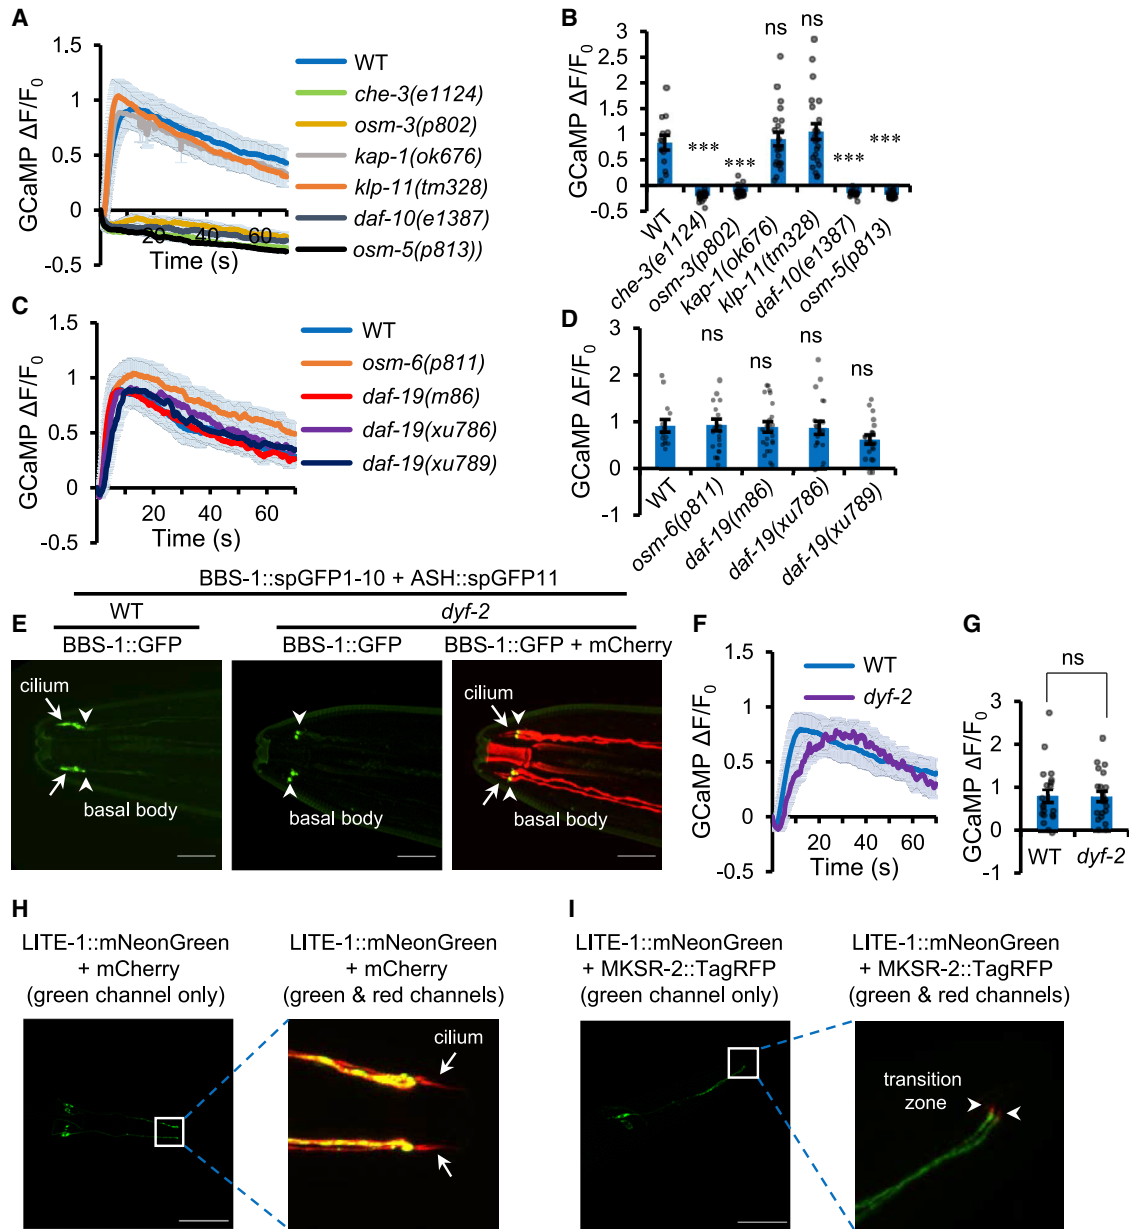 A
GCaMP ΔF/F0
1.5
1
0.5
0
-0.5
20
40
60
Time (s)
WT
che-3(e1124)
osm-3(p802)
kap-1(ok676)
klp-11(tm328)
daf-10(e1387)
osm-5(p813))
B
GCaMP ΔF/F0
3
2.5
2
1.5
1
0.5
0
-0.5
***
***
ns
ns
***
***
WT
che-3(e1124)
osm-3(p802)
kap-1(ok676)
klp-11(tm328)
daf-10(e1387)
osm-5(p813)
C
GCaMP ΔF/F0
1.5
1
0.5
0
-0.5
20
40
60
Time (s)
WT
osm-6(p811)
daf-19(m86)
daf-19(xu786)
daf-19(xu789)
D
GCaMP ΔF/F0
3
2
1
0
-1
ns
ns
ns
ns
WT
osm-6(p811)
daf-19(m86)
daf-19(xu786)
daf-19(xu789)
BBS-1::spGFP1-10 + ASH::spGFP11
WT
dyf-2
E
BBS-1::GFP
BBS-1::GFP
BBS-1::GFP + mCherry
cilium
basal body
basal body
cilium
basal body
F
GCaMP ΔF/F0
1.5
1
0.5
0
-0.5
20
40
60
Time (s)
WT
dyf-2
G
GCaMP ΔF/F0
3
2
1
0
-1
ns
WT
dyf-2
H
LITE-1::mNeonGreen
+ mCherry
(green channel only)
LITE-1::mNeonGreen
+ mCherry
(green & red channels)
cilium
I
LITE-1::mNeonGreen
+ MKSR-2::TagRFP
(green channel only)
LITE-1::mNeonGreen
+ MKSR-2::TagRFP
(green & red channels)
transition
zone